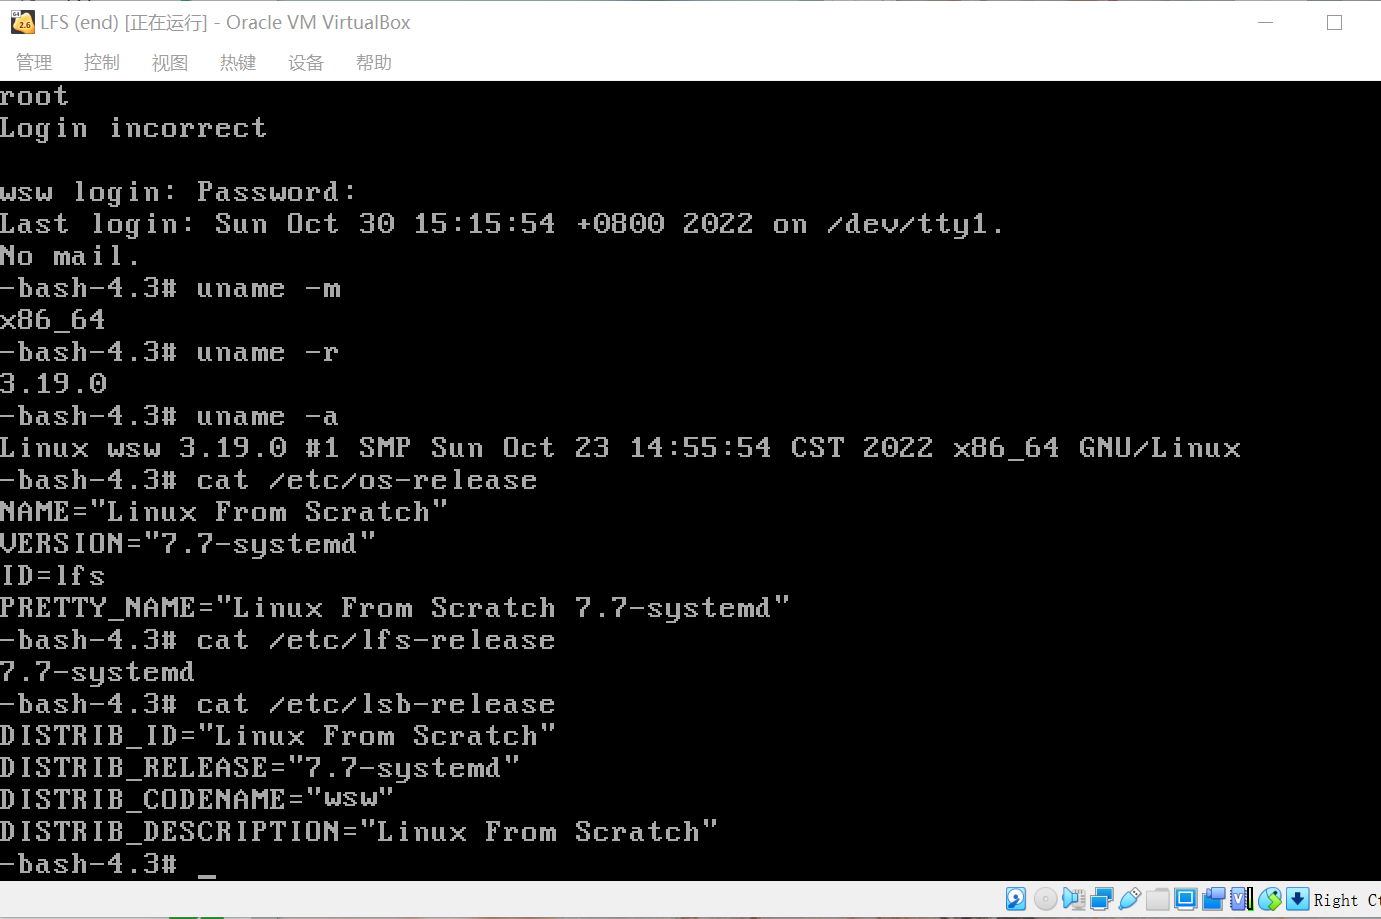 LFS (end) [正在运行] - Oracle VM VirtualBox
管理 控制 视图 热键 设备 帮助
root
Login incorrect
wsw login: Password:
Last login: Sun Oct 30 15:15:54 +0800 2022 on /dev/tty1.
No mail.
-bash-4.3# uname -m
x86_64
-bash-4.3# uname -r
3.19.0
-bash-4.3# uname -a
Linux wsw 3.19.0 #1 SMP Sun Oct 23 14:55:54 CST 2022 x86_64 GNU/Linux
-bash-4.3# cat /etc/os-release
NAME="Linux From Scratch"
VERSION="7.7-systemd"
ID=lfs
PRETTY_NAME="Linux From Scratch 7.7-systemd"
-bash-4.3# cat /etc/lfs-release
7.7-systemd
-bash-4.3# cat /etc/lsb-release
DISTRIB_ID="Linux From Scratch"
DISTRIB_RELEASE="7.7-systemd"
DISTRIB_CODENAME="wsw"
DISTRIB_DESCRIPTION="Linux From Scratch"
-bash-4.3# _
Right Ct